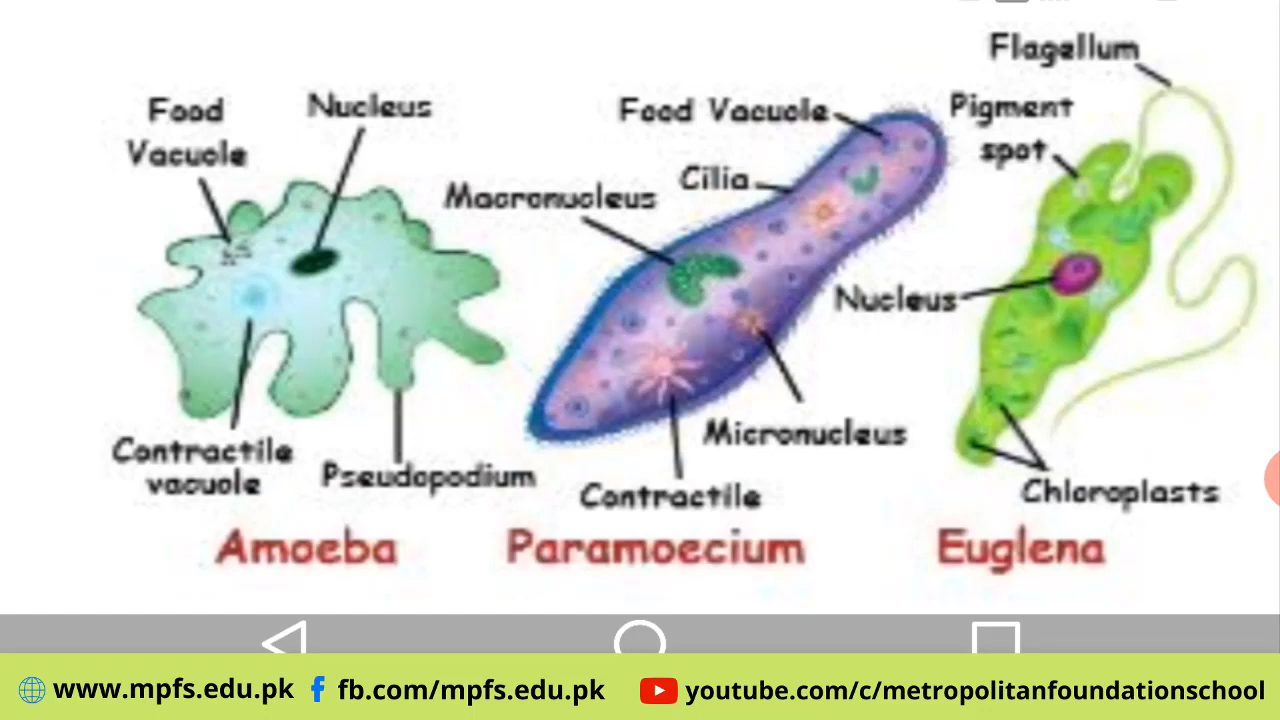 Food
Vacuole
Nucleus
Contractile
vacuole
Pseudopodium
Amoeba
Food Vacuole
Cilia
Macronucleus
Micronucleus
Contractile
Paramoecium
Flagellum
Pigment
spot
Nucleus
Chloroplasts
Euglena
www.mpfs.edu.pk
fb.com/mpfs.edu.pk
youtube.com/c/metropolitanfoundationschool